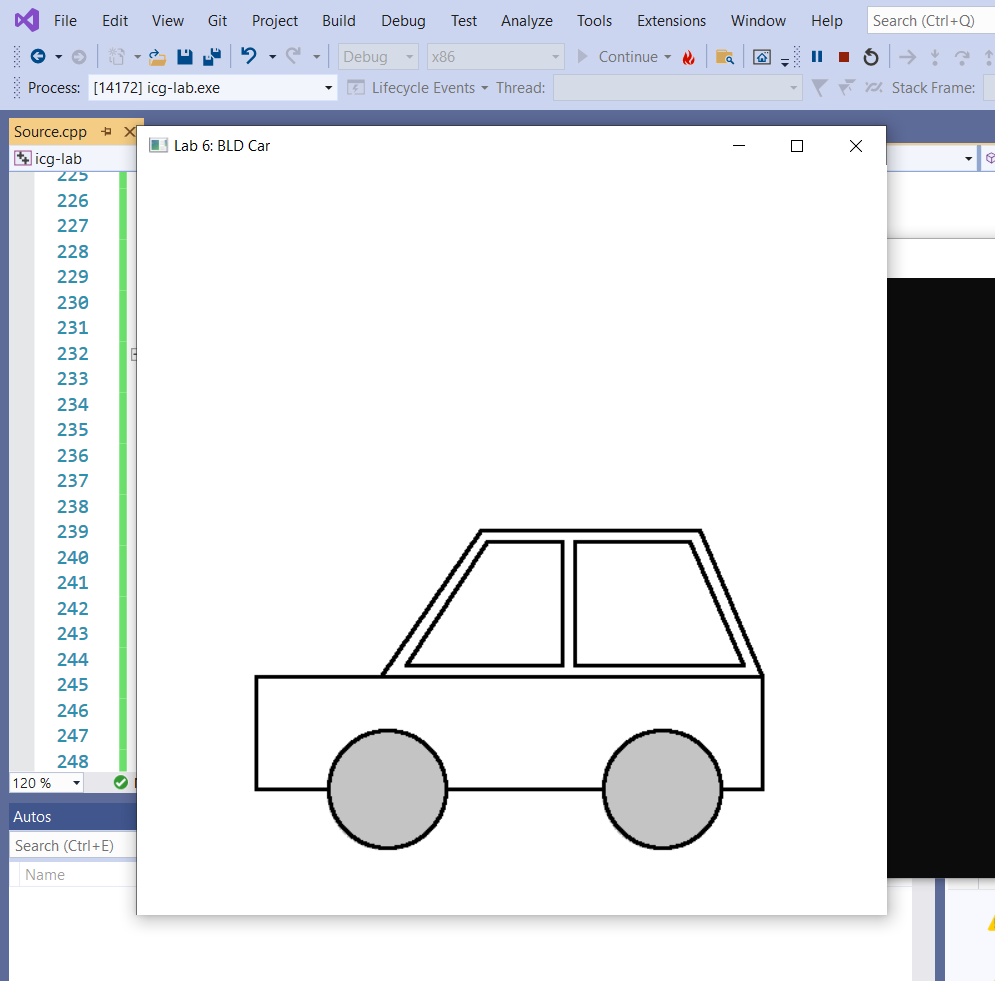 File Edit View Git Project Build Debug Test Analyze Tools Extensions Window Help Search (Ctrl+Q)
Debug x86 Continue
Process: [14172] icg-lab.exe Lifecycle Events Thread: Stack Frame:
Source.cpp
Lab 6: BLD Car
icg-lab
225
226
227
228
229
230
231
232
233
234
235
236
237
238
239
240
241
242
243
244
245
246
247
248
120 %
Autos
Search (Ctrl+E)
Name